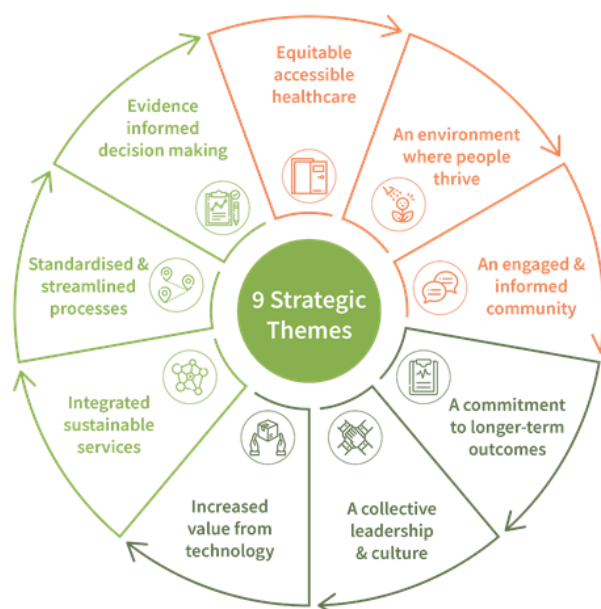 Equitable
accessible
healthcare
An environment
where people
thrive
An engaged &
informed
community
A commitment
to longer-term
outcomes
A collective
leadership
& culture
Increased
value from
technology
Integrated
sustainable
services
Standardised &
streamlined
processes
Evidence
informed
decision making
9 Strategic
Themes